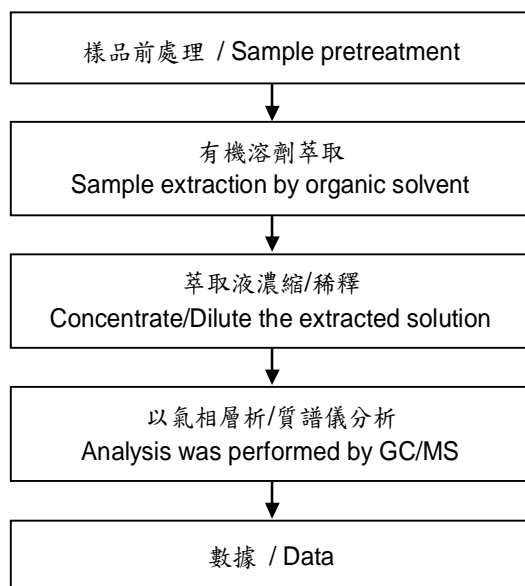 樣品前處理 / Sample pretreatment
有機溶劑萃取
Sample extraction by organic solvent
萃取液濃縮/稀釋
Concentrate/Dilute the extracted solution
以氣相層析/質譜儀分析
Analysis was performed by GC/MS
數據 / Data